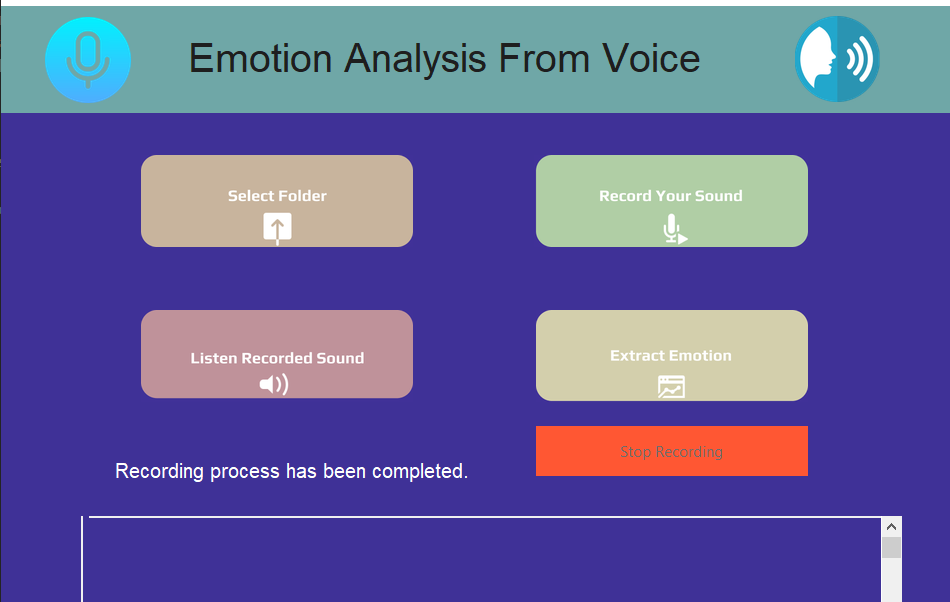 Emotion Analysis From Voice
Select Folder
Record Your Sound
Listen Recorded Sound
Extract Emotion
Stop Recording
Recording process has been completed.